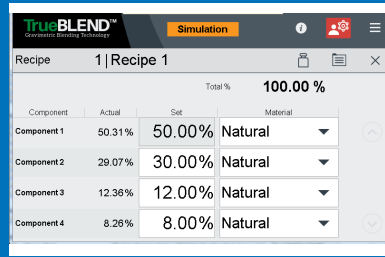 TrueBLEND™
Gravimetric Blending Technology
Simulation
Recipe 1 | Recipe 1
Total % 100.00 %
Component Actual Set Material
Component 1 50.31% 50.00% Natural
Component 2 29.07% 30.00% Natural
Component 3 12.36% 12.00% Natural
Component 4 8.26% 8.00% Natural